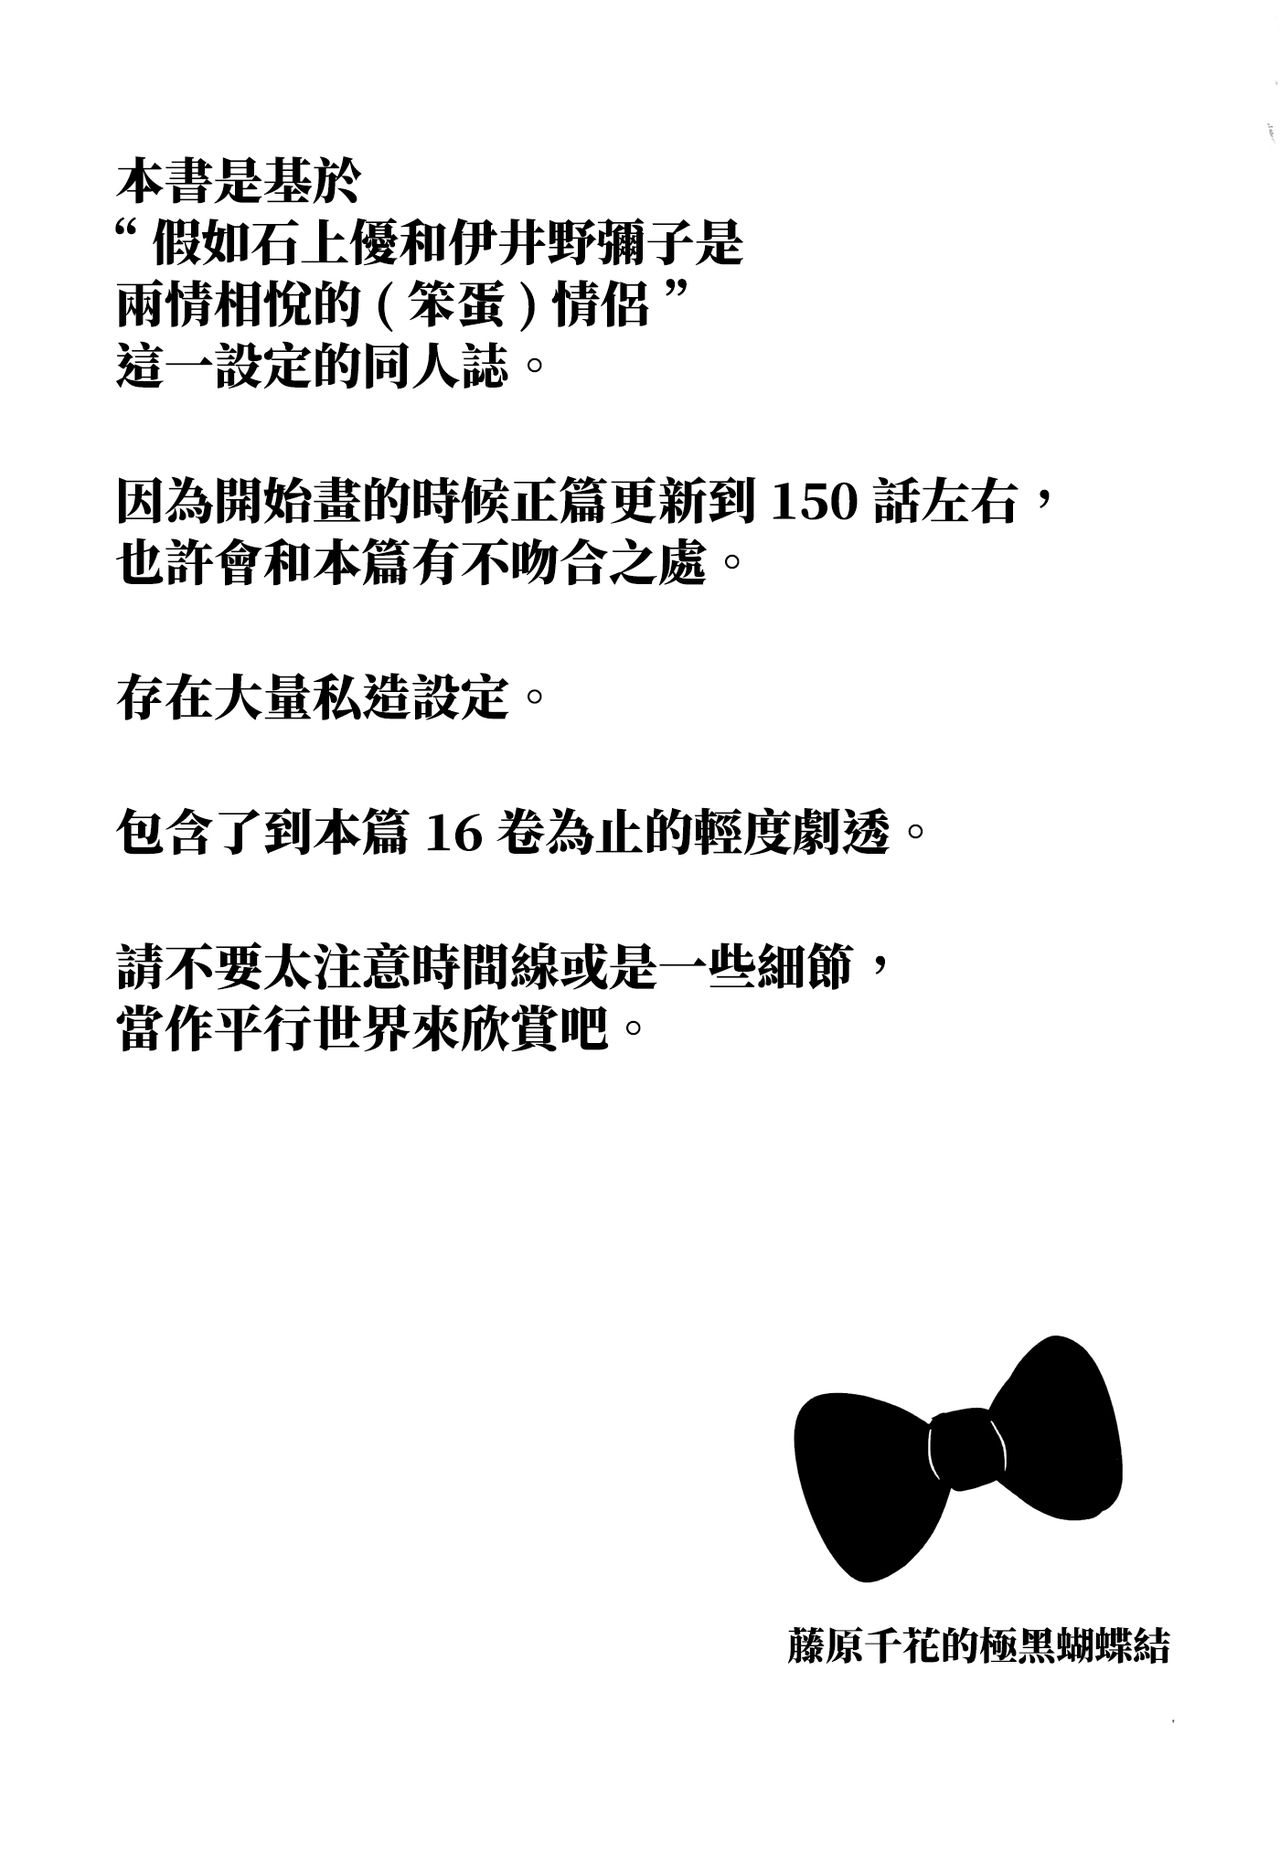 本書是基於
“假如石上優和伊井野彌子是
兩情相悅的(笨蛋)情侶”
這一設定的同人誌。
因為開始畫的時候正篇更新到 150 話左右，
也許會和本篇有不吻合之處。
存在大量私造設定。
包含了到本篇 16 卷為止的輕度劇透。
請不要太注意時間線或是一些細節，
當作平行世界來欣賞吧。
藤原千花的極黑蝴蝶結